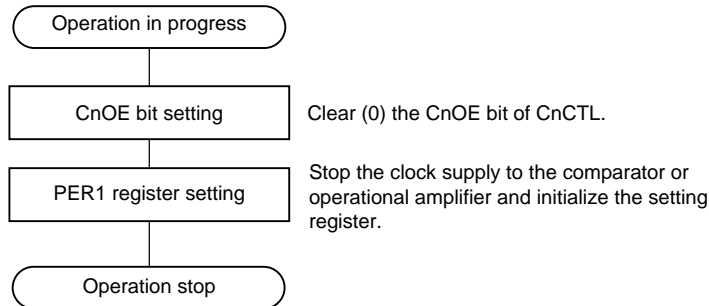 Operation in progress
CnOE bit setting
Clear (0) the CnOE bit of CnCTL.
PER1 register setting
Stop the clock supply to the comparator or
operational amplifier and initialize the setting
register.
Operation stop